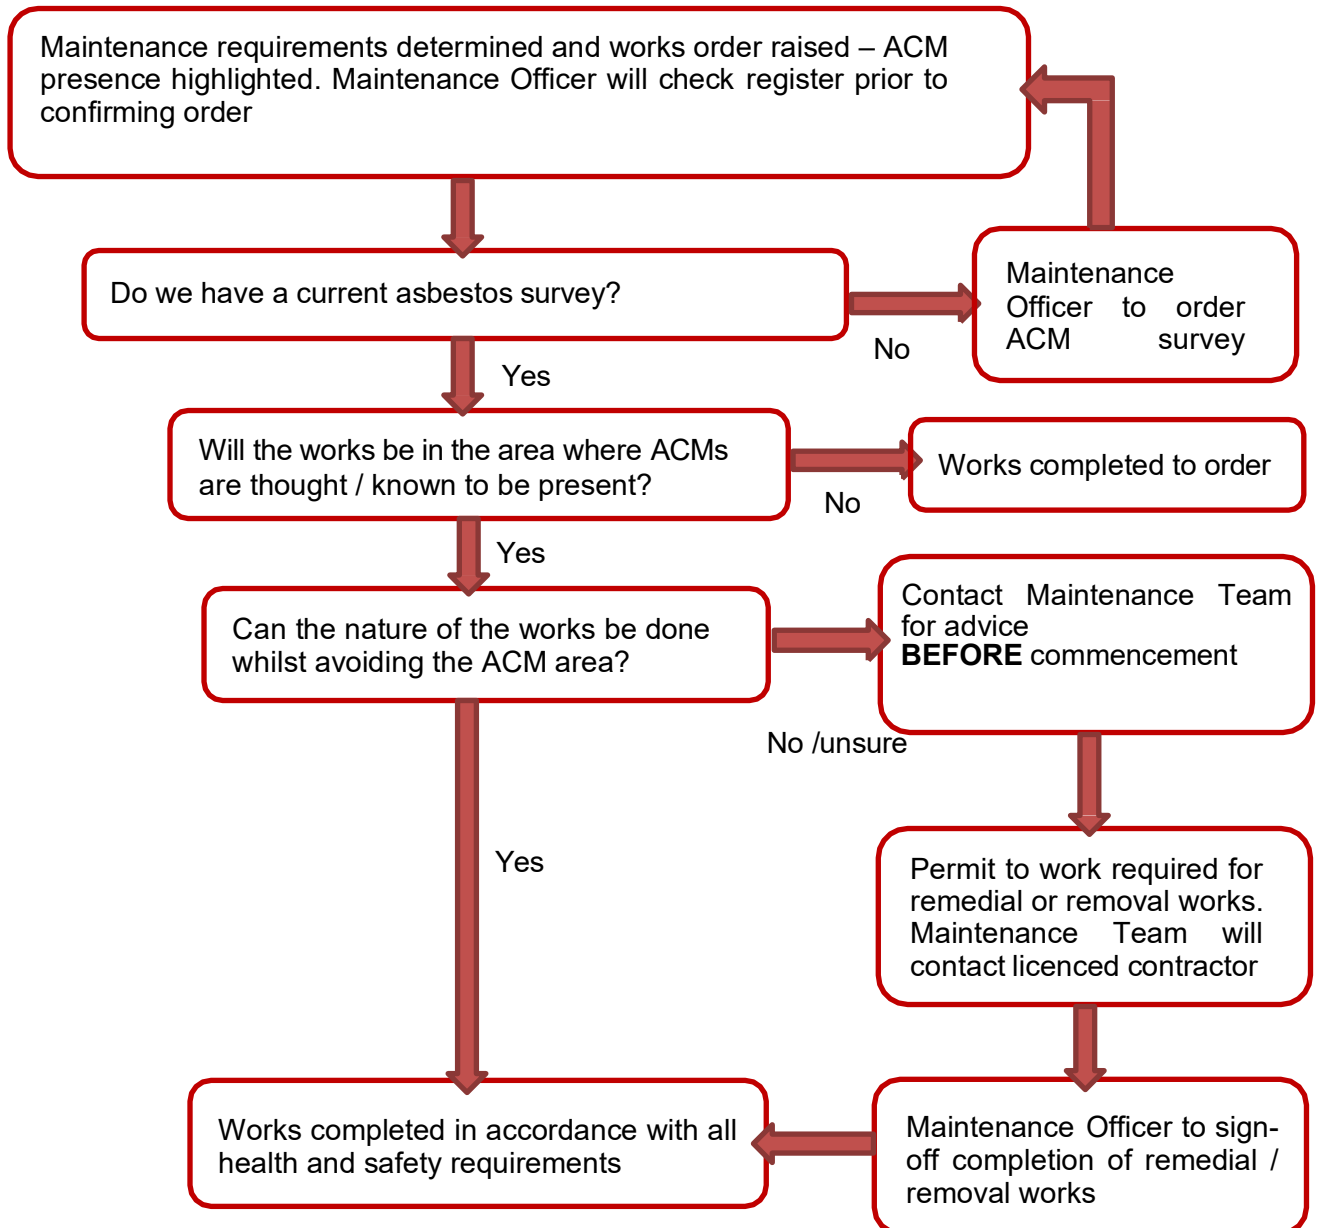 Maintenance requirements determined and works order raised – ACM
presence highlighted. Maintenance Officer will check register prior to
confirming order
Do we have a current asbestos survey?
No
Maintenance
Officer to order
ACM survey
Yes
Will the works be in the area where ACMs
are thought / known to be present?
No
Works completed to order
Yes
Can the nature of the works be done
whilst avoiding the ACM area?
No /unsure
Contact Maintenance Team
for advice
BEFORE commencement
Yes
Permit to work required for
remedial or removal works.
Maintenance Team will
contact licenced contractor
Maintenance Officer to sign-
off completion of remedial /
removal works
Works completed in accordance with all
health and safety requirements